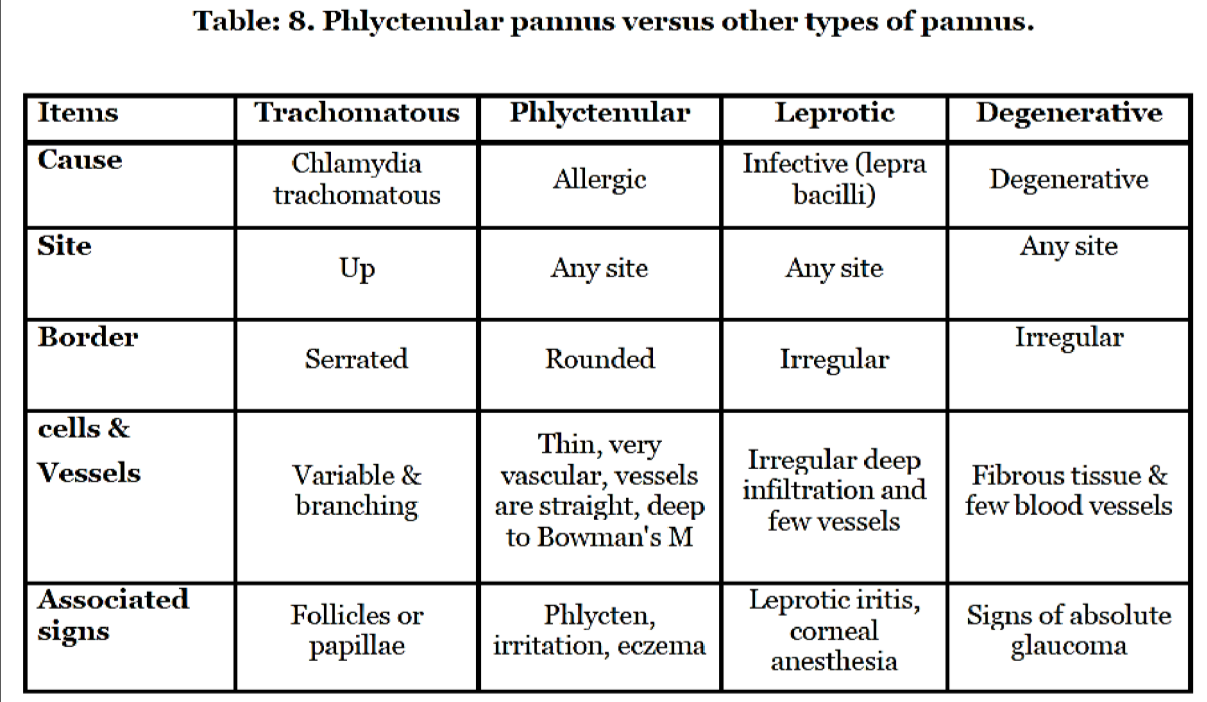 Table: 8. Phlyctenular pannus versus other types of pannus.
Items
Trachomatous
Phlyctenular
Leprotic
Degenerative
Cause
Chlamydia
trachomatous
Allergic
Infective (lepra
bacilli)
Degenerative
Site
Up
Any site
Any site
Any site
Border
Serrated
Rounded
Irregular
Irregular
cells &
Vessels
Variable &
branching
Thin, very
vascular, vessels
are straight, deep
to Bowman's M
Irregular deep
infiltration and
few vessels
Fibrous tissue &
few blood vessels
Associated
signs
Follicles or
papillae
Phlycten,
irritation, eczema
Leprotic iritis,
corneal
anesthesia
Signs of absolute
glaucoma